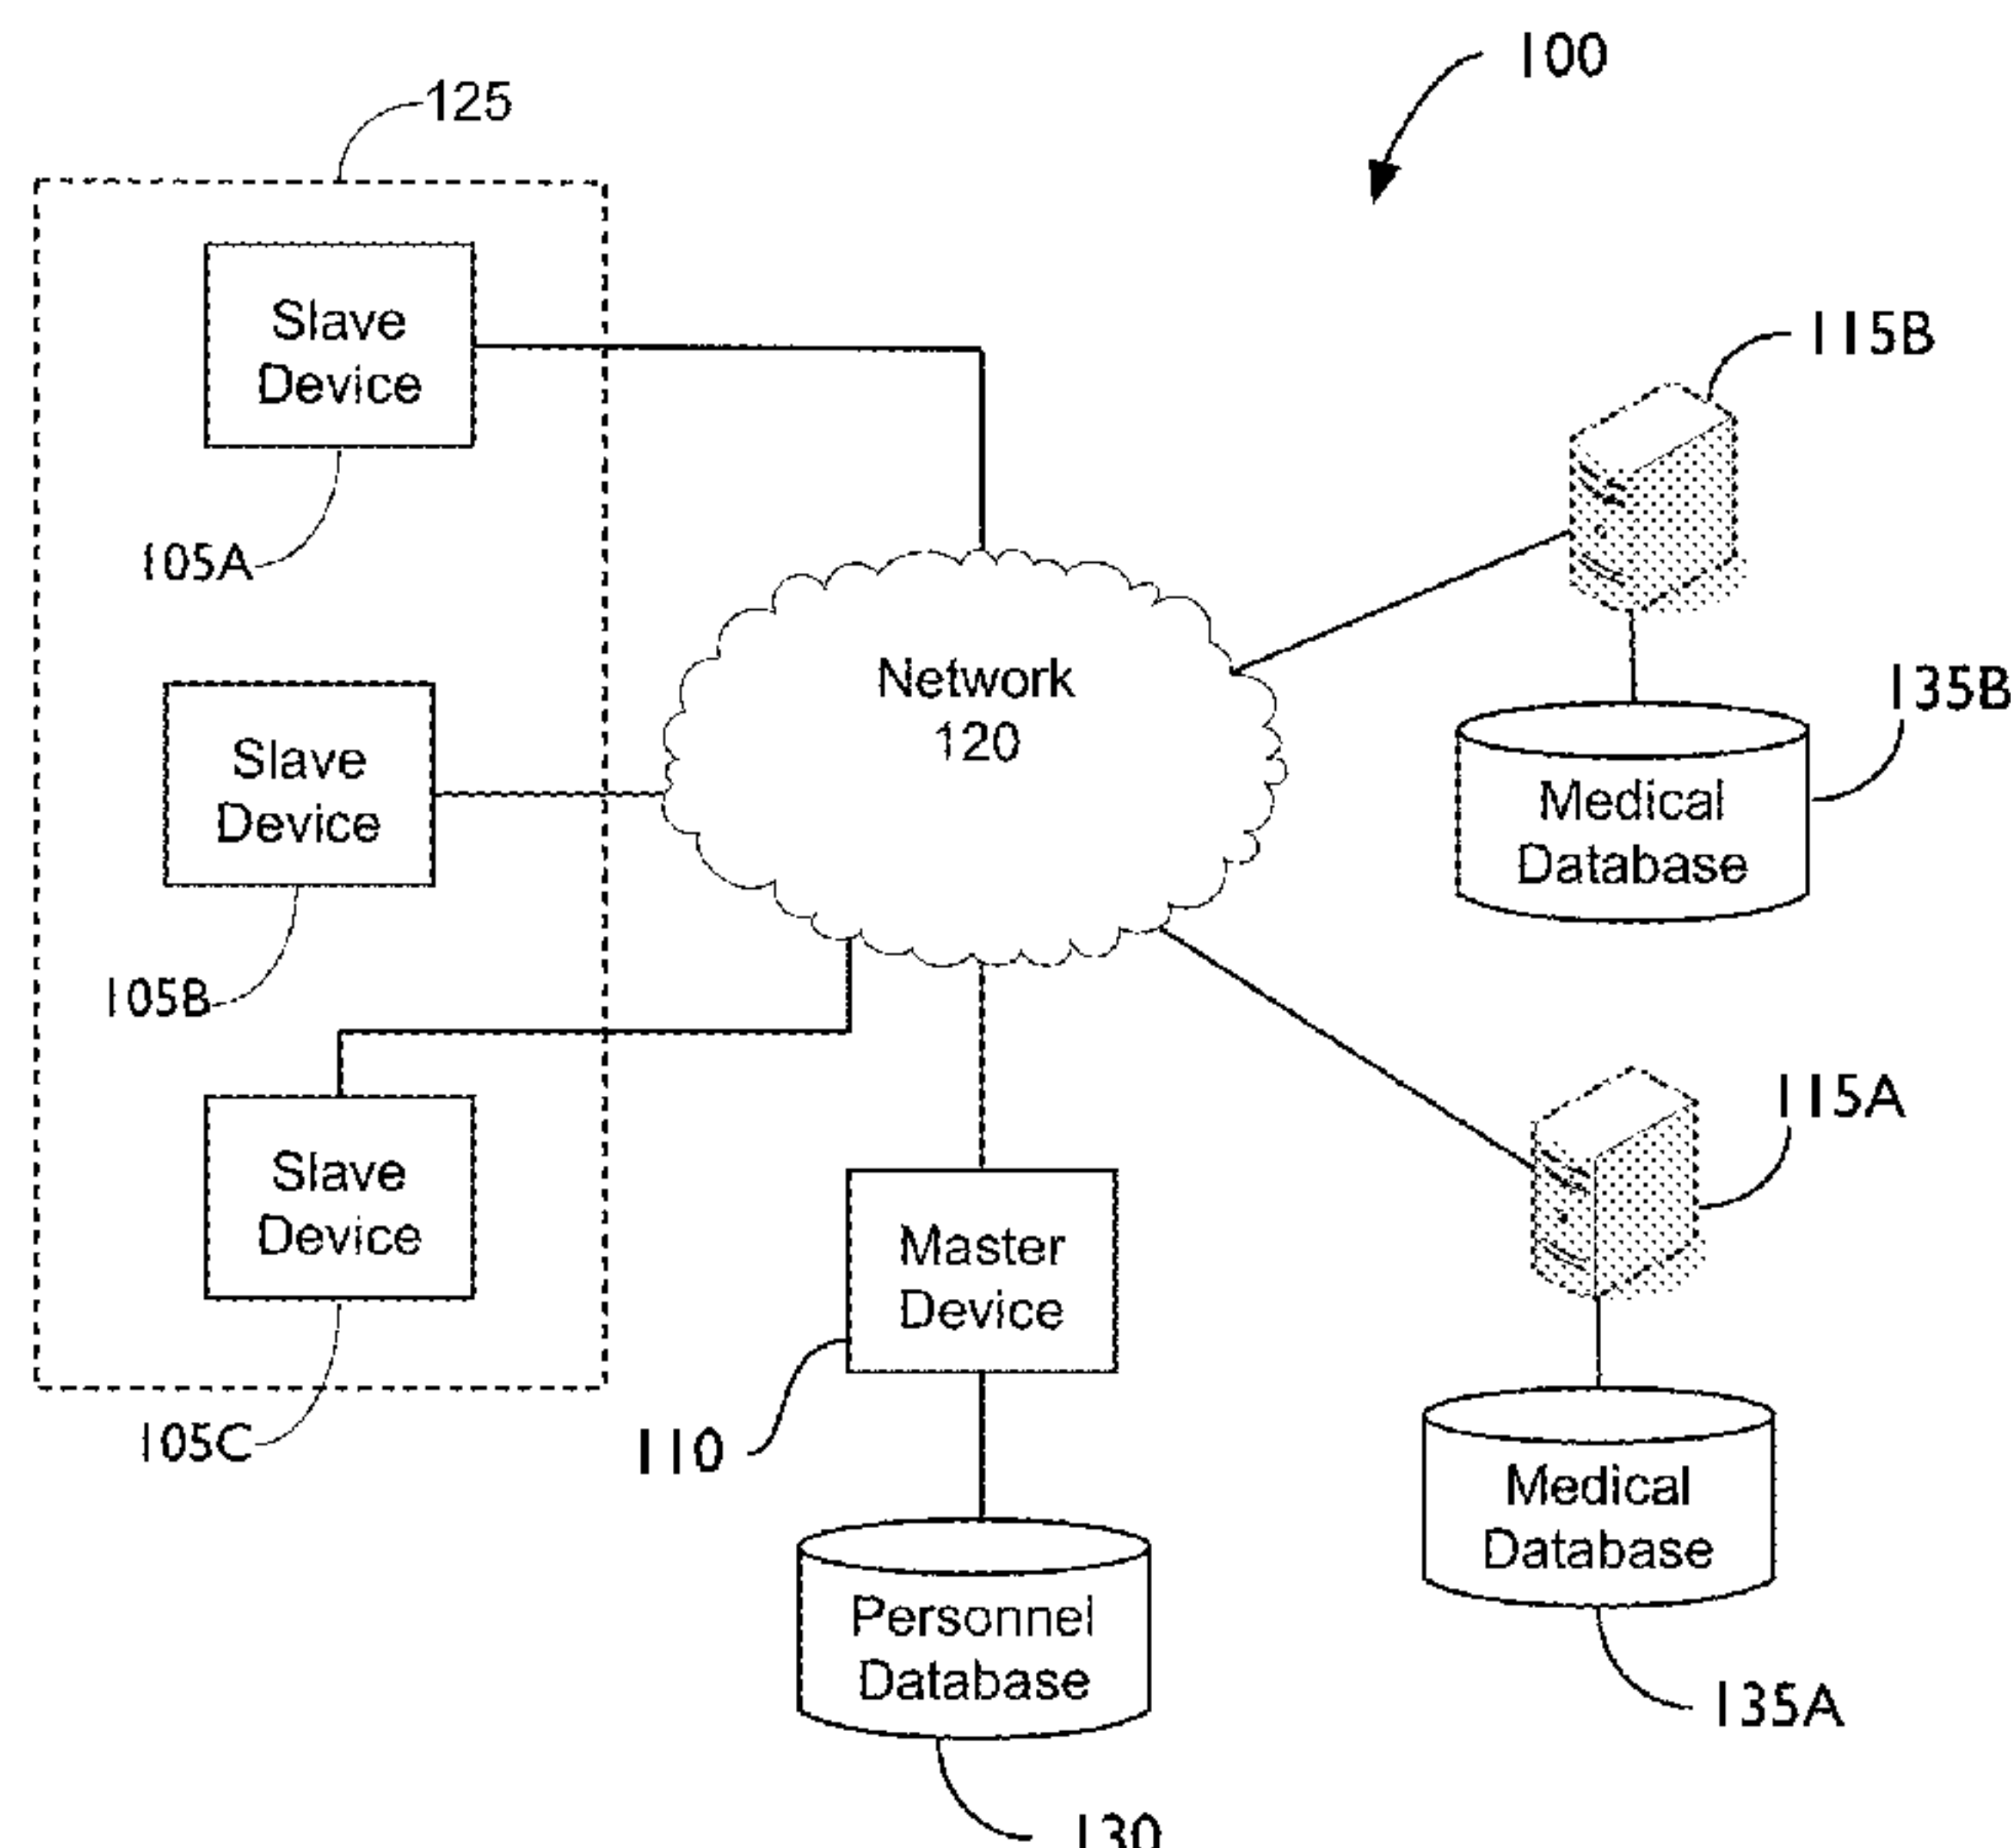 100
125
Slave
Device
105A
115B
Network
120
135B
Medical
Database
Slave
Device
105B
115A
Slave
Device
Master
Device
105C
110
Medical
Database
Personnel
Database
135A
130